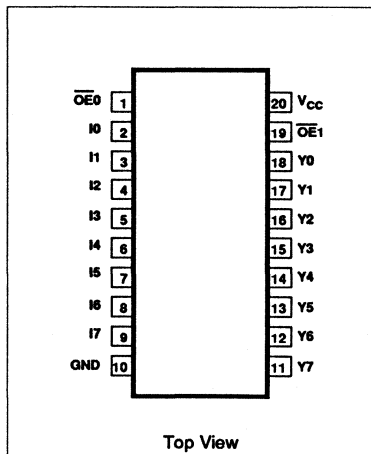 O̅E̅0 1 20 VCC
I0 2 19 O̅E̅1
I1 3 18 Y0
I2 4 17 Y1
I3 5 16 Y2
I4 6 15 Y3
I5 7 14 Y4
I6 8 13 Y5
I7 9 12 Y6
GND 10 11 Y7
Top View